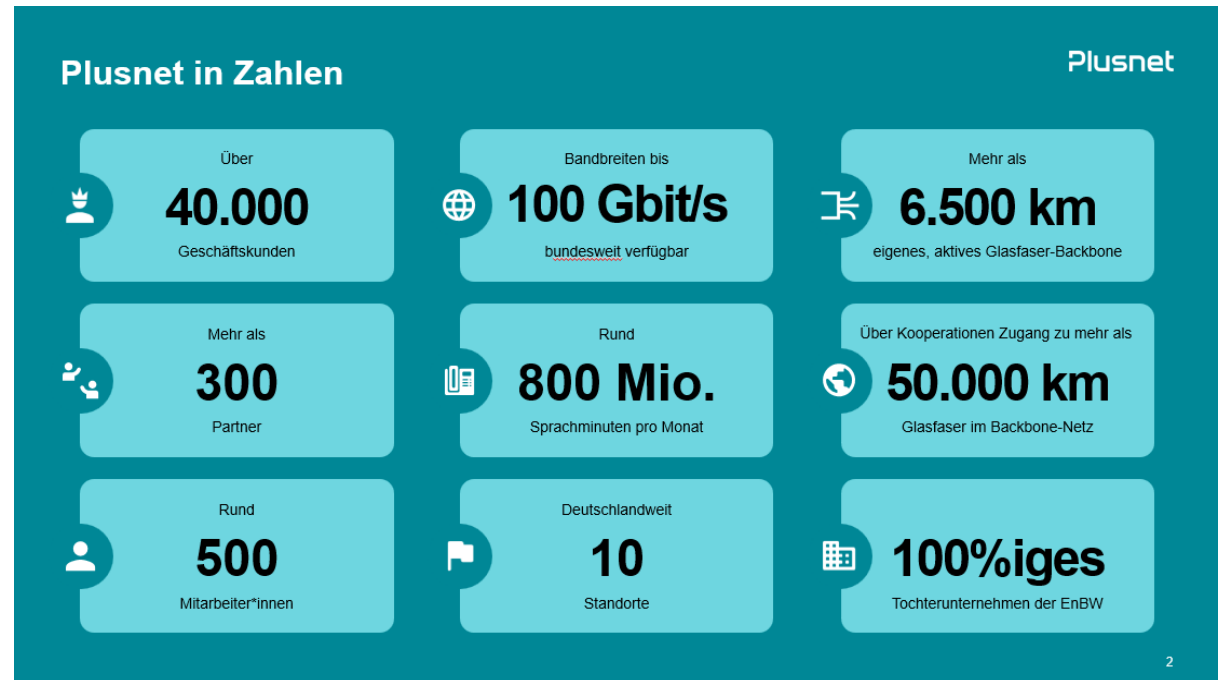 Plusnet in Zahlen
Plusnet
Über
40.000
Geschäftskunden
Bandbreiten bis
100 Gbit/s
bundesweit verfügbar
Mehr als
6.500 km
eigenes, aktives Glasfaser-Backbone
Mehr als
300
Partner
Rund
800 Mio.
Sprachminuten pro Monat
Über Kooperationen Zugang zu mehr als
50.000 km
Glasfaser im Backbone-Netz
Rund
500
Mitarbeiter*innen
Deutschlandweit
10
Standorte
100%iges
Tochterunternehmen der EnBW
2